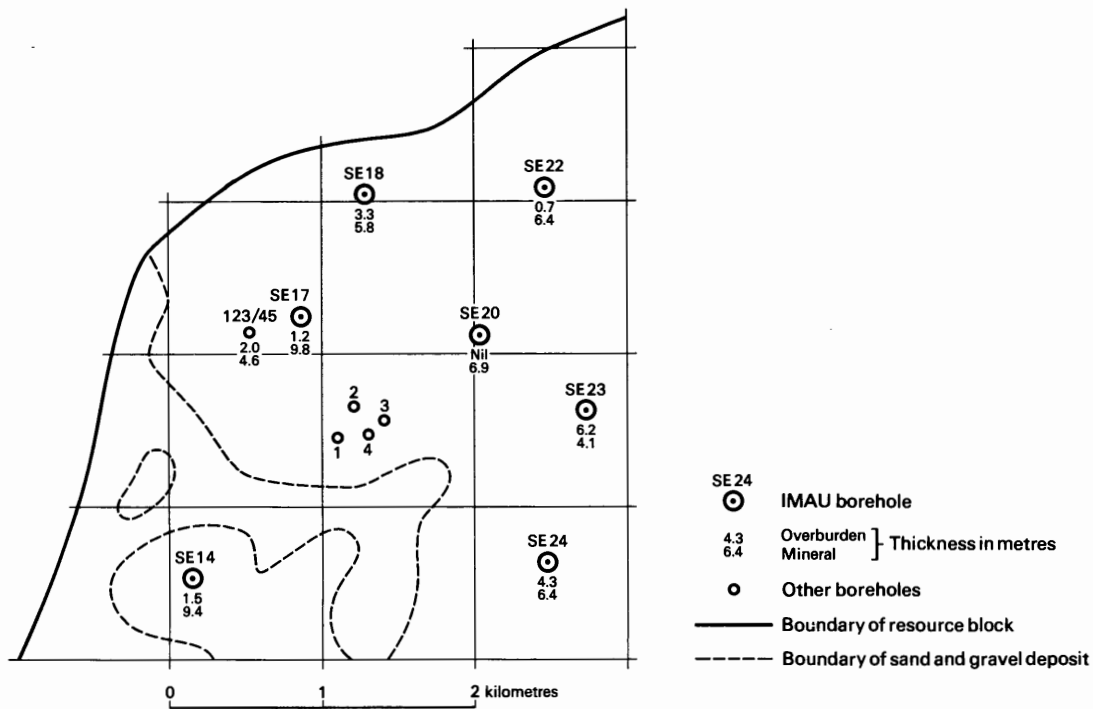 SE18
3.3
5.8
SE22
0.7
6.4
SE17
1.2
9.8
123/45
2.0
4.6
SE20
Nil
6.9
2
3
1
4
SE23
6.2
4.1
SE14
1.5
9.4
SE24
4.3
6.4
SE24
IMAU borehole
4.3 Overburden
6.4 Mineral
Thickness in metres
Other boreholes
Boundary of resource block
Boundary of sand and gravel deposit
0 1 2 kilometres